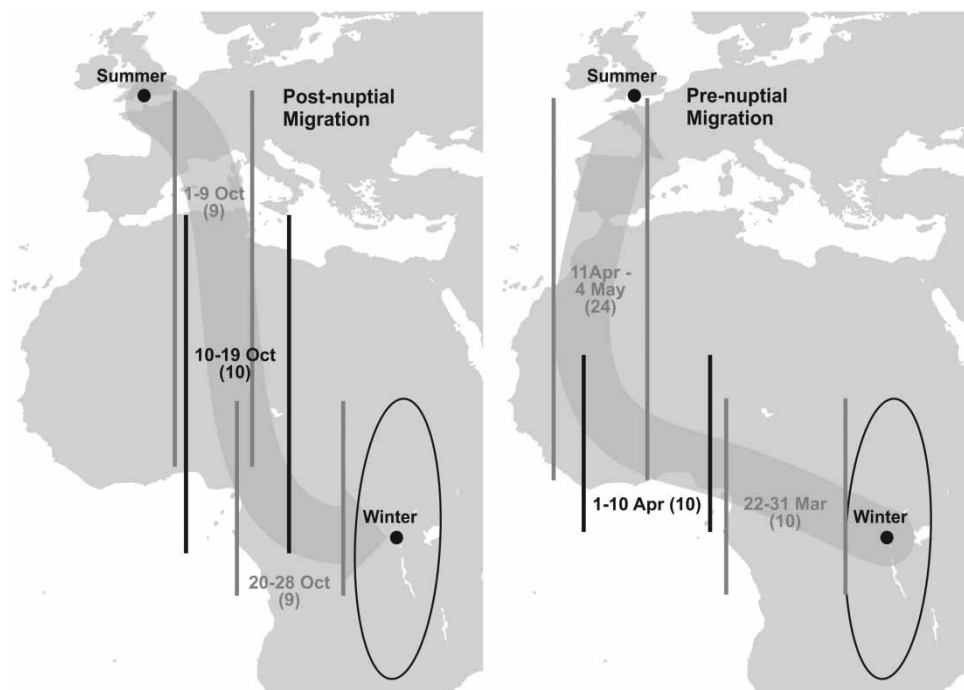 Summer
Post-nuptial
Migration
1-9 Oct
(9)
10-19 Oct
(10)
Winter
20-28 Oct
(9)
Summer
Pre-nuptial
Migration
11Apr -
4 May
(24)
1-10 Apr (10)
22-31 Mar
(10)
Winter